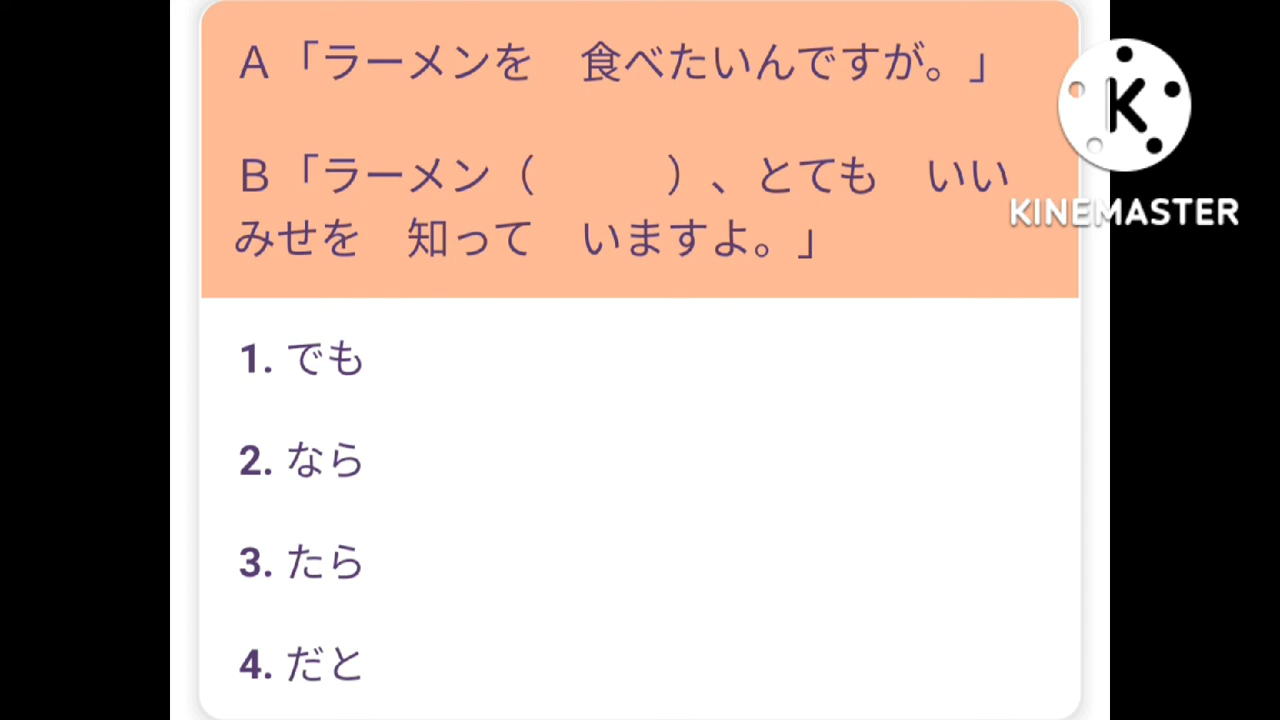 A「ラーメンを　食べたいんですが。」
B「ラーメン（　　　）、とても　いい
みせを　知って　いますよ。」
K
KINEMASTER
1. でも
2. なら
3. たら
4. だと